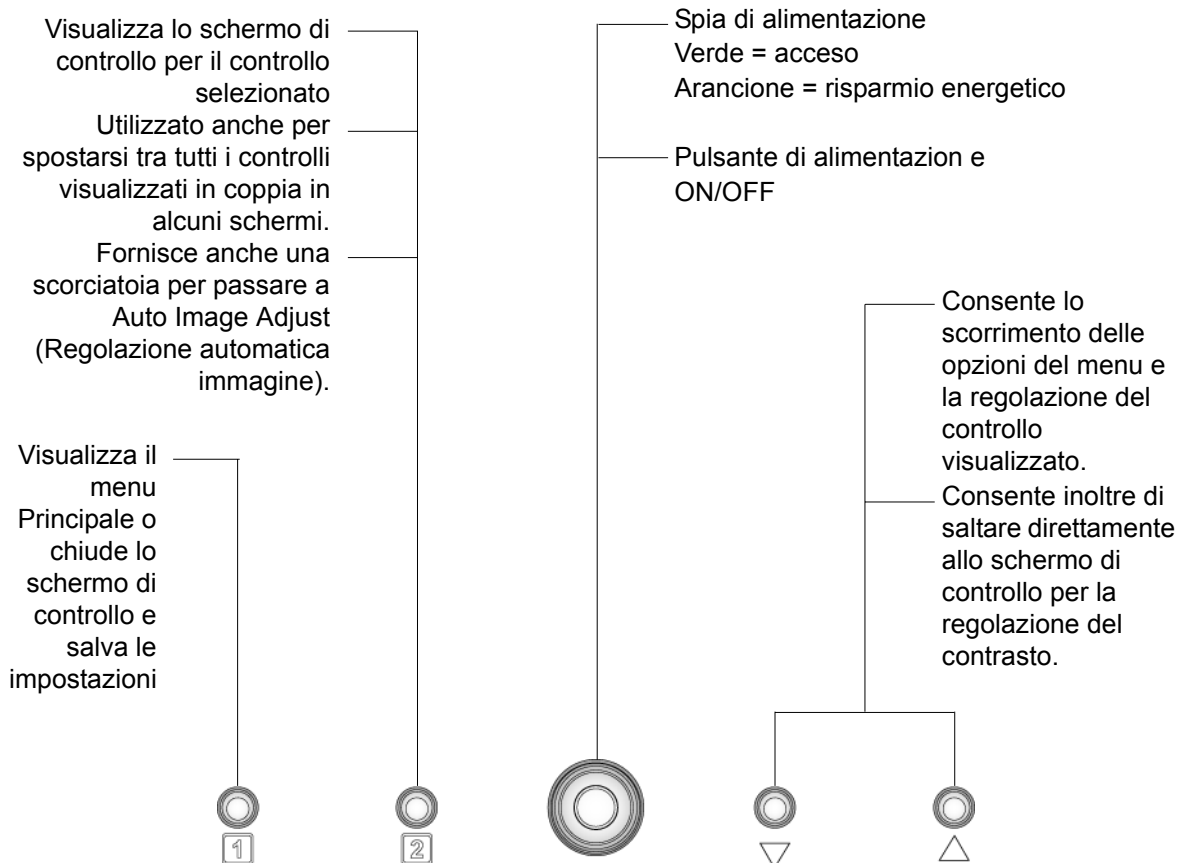 Visualizza lo schermo di
controllo per il controllo
selezionato
Utilizzato anche per
spostarsi tra tutti i controlli
visualizzati in coppia in
alcuni schermi.
Fornisce anche una
scorciatoia per passare a
Auto Image Adjust
(Regolazione automatica
immagine).
Visualizza il
menu
Principale o
chiude lo
schermo di
controllo e
salva le
impostazioni
Spia di alimentazione
Verde = acceso
Arancione = risparmio energetico
Pulsante di alimentazion e
ON/OFF
Consente lo
scorrimento delle
opzioni del menu e
la regolazione del
controllo
visualizzato.
Consente inoltre di
saltare direttamente
allo schermo di
controllo per la
regolazione del
contrasto.
1
2